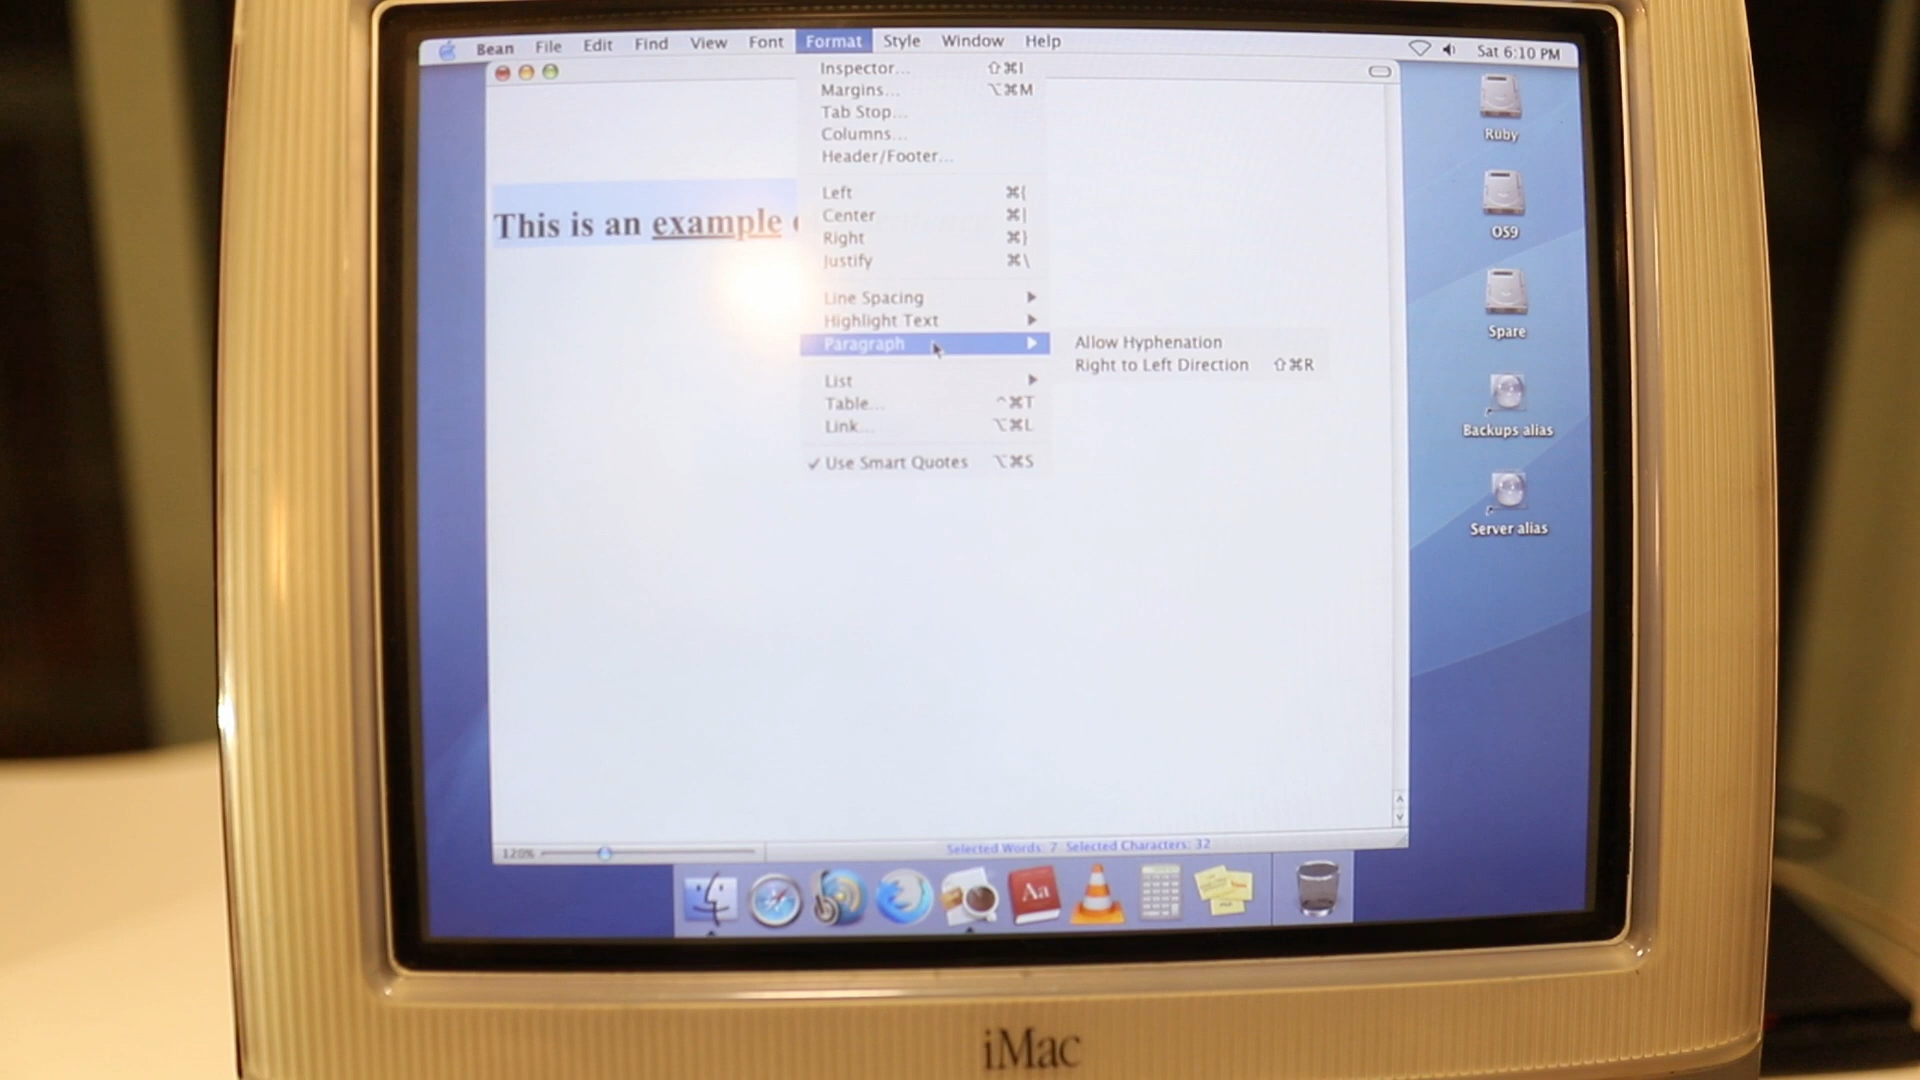 Bean File Edit Find View Font Format Style Window Help Sat 6:10 PM
Inspector... ⇧⌘I
Margins... ⌥⌘M
Tab Stop...
Columns...
Header/Footer...
Left ⌘{
Center ⌘|
Right ⌘}
Justify ⌘\
Line Spacing ▶
Highlight Text ▶
Paragraph ▶
Allow Hyphenation
Right to Left Direction ⇧⌘R
List ▶
Table... ^⌘T
Link... ⌥⌘L
✓ Use Smart Quotes ⌥⌘S
This is an example
Ruby
OS9
Spare
Backups alias
Server alias
120%
Selected Words: 7 Selected Characters: 32
Aa
iMac